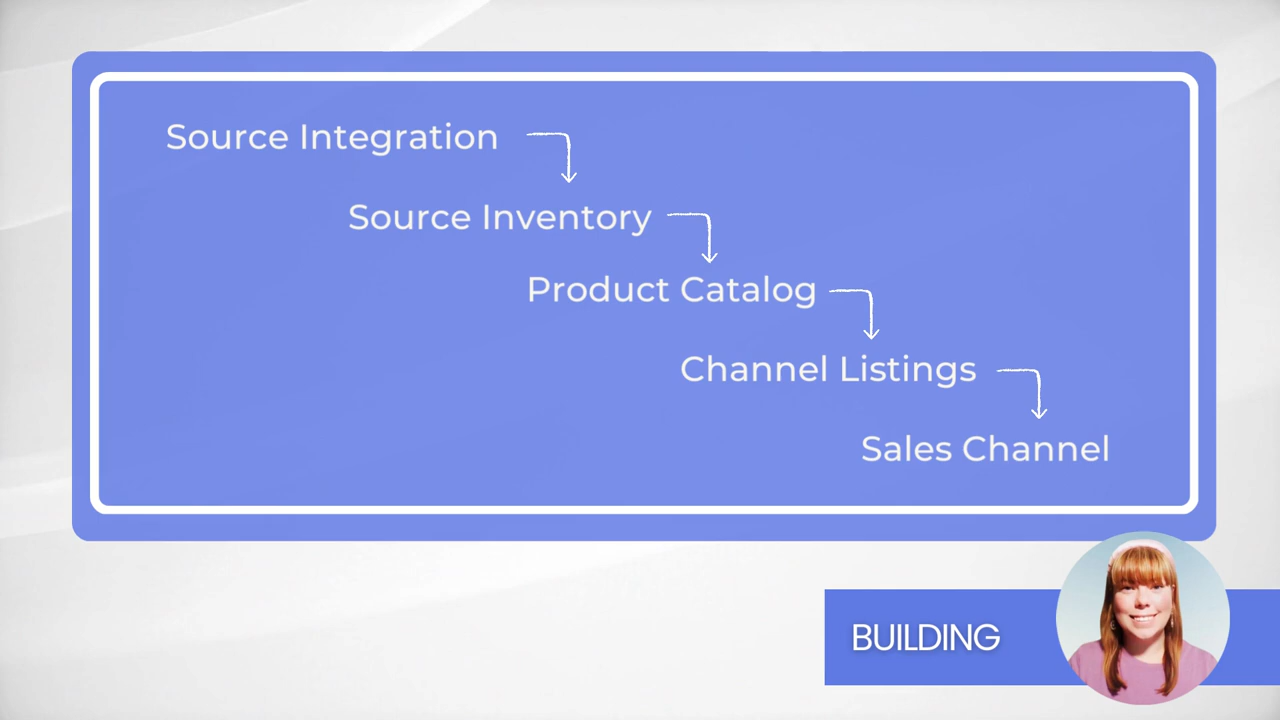 Source Integration
Source Inventory
Product Catalog
Channel Listings
Sales Channel
BUILDING